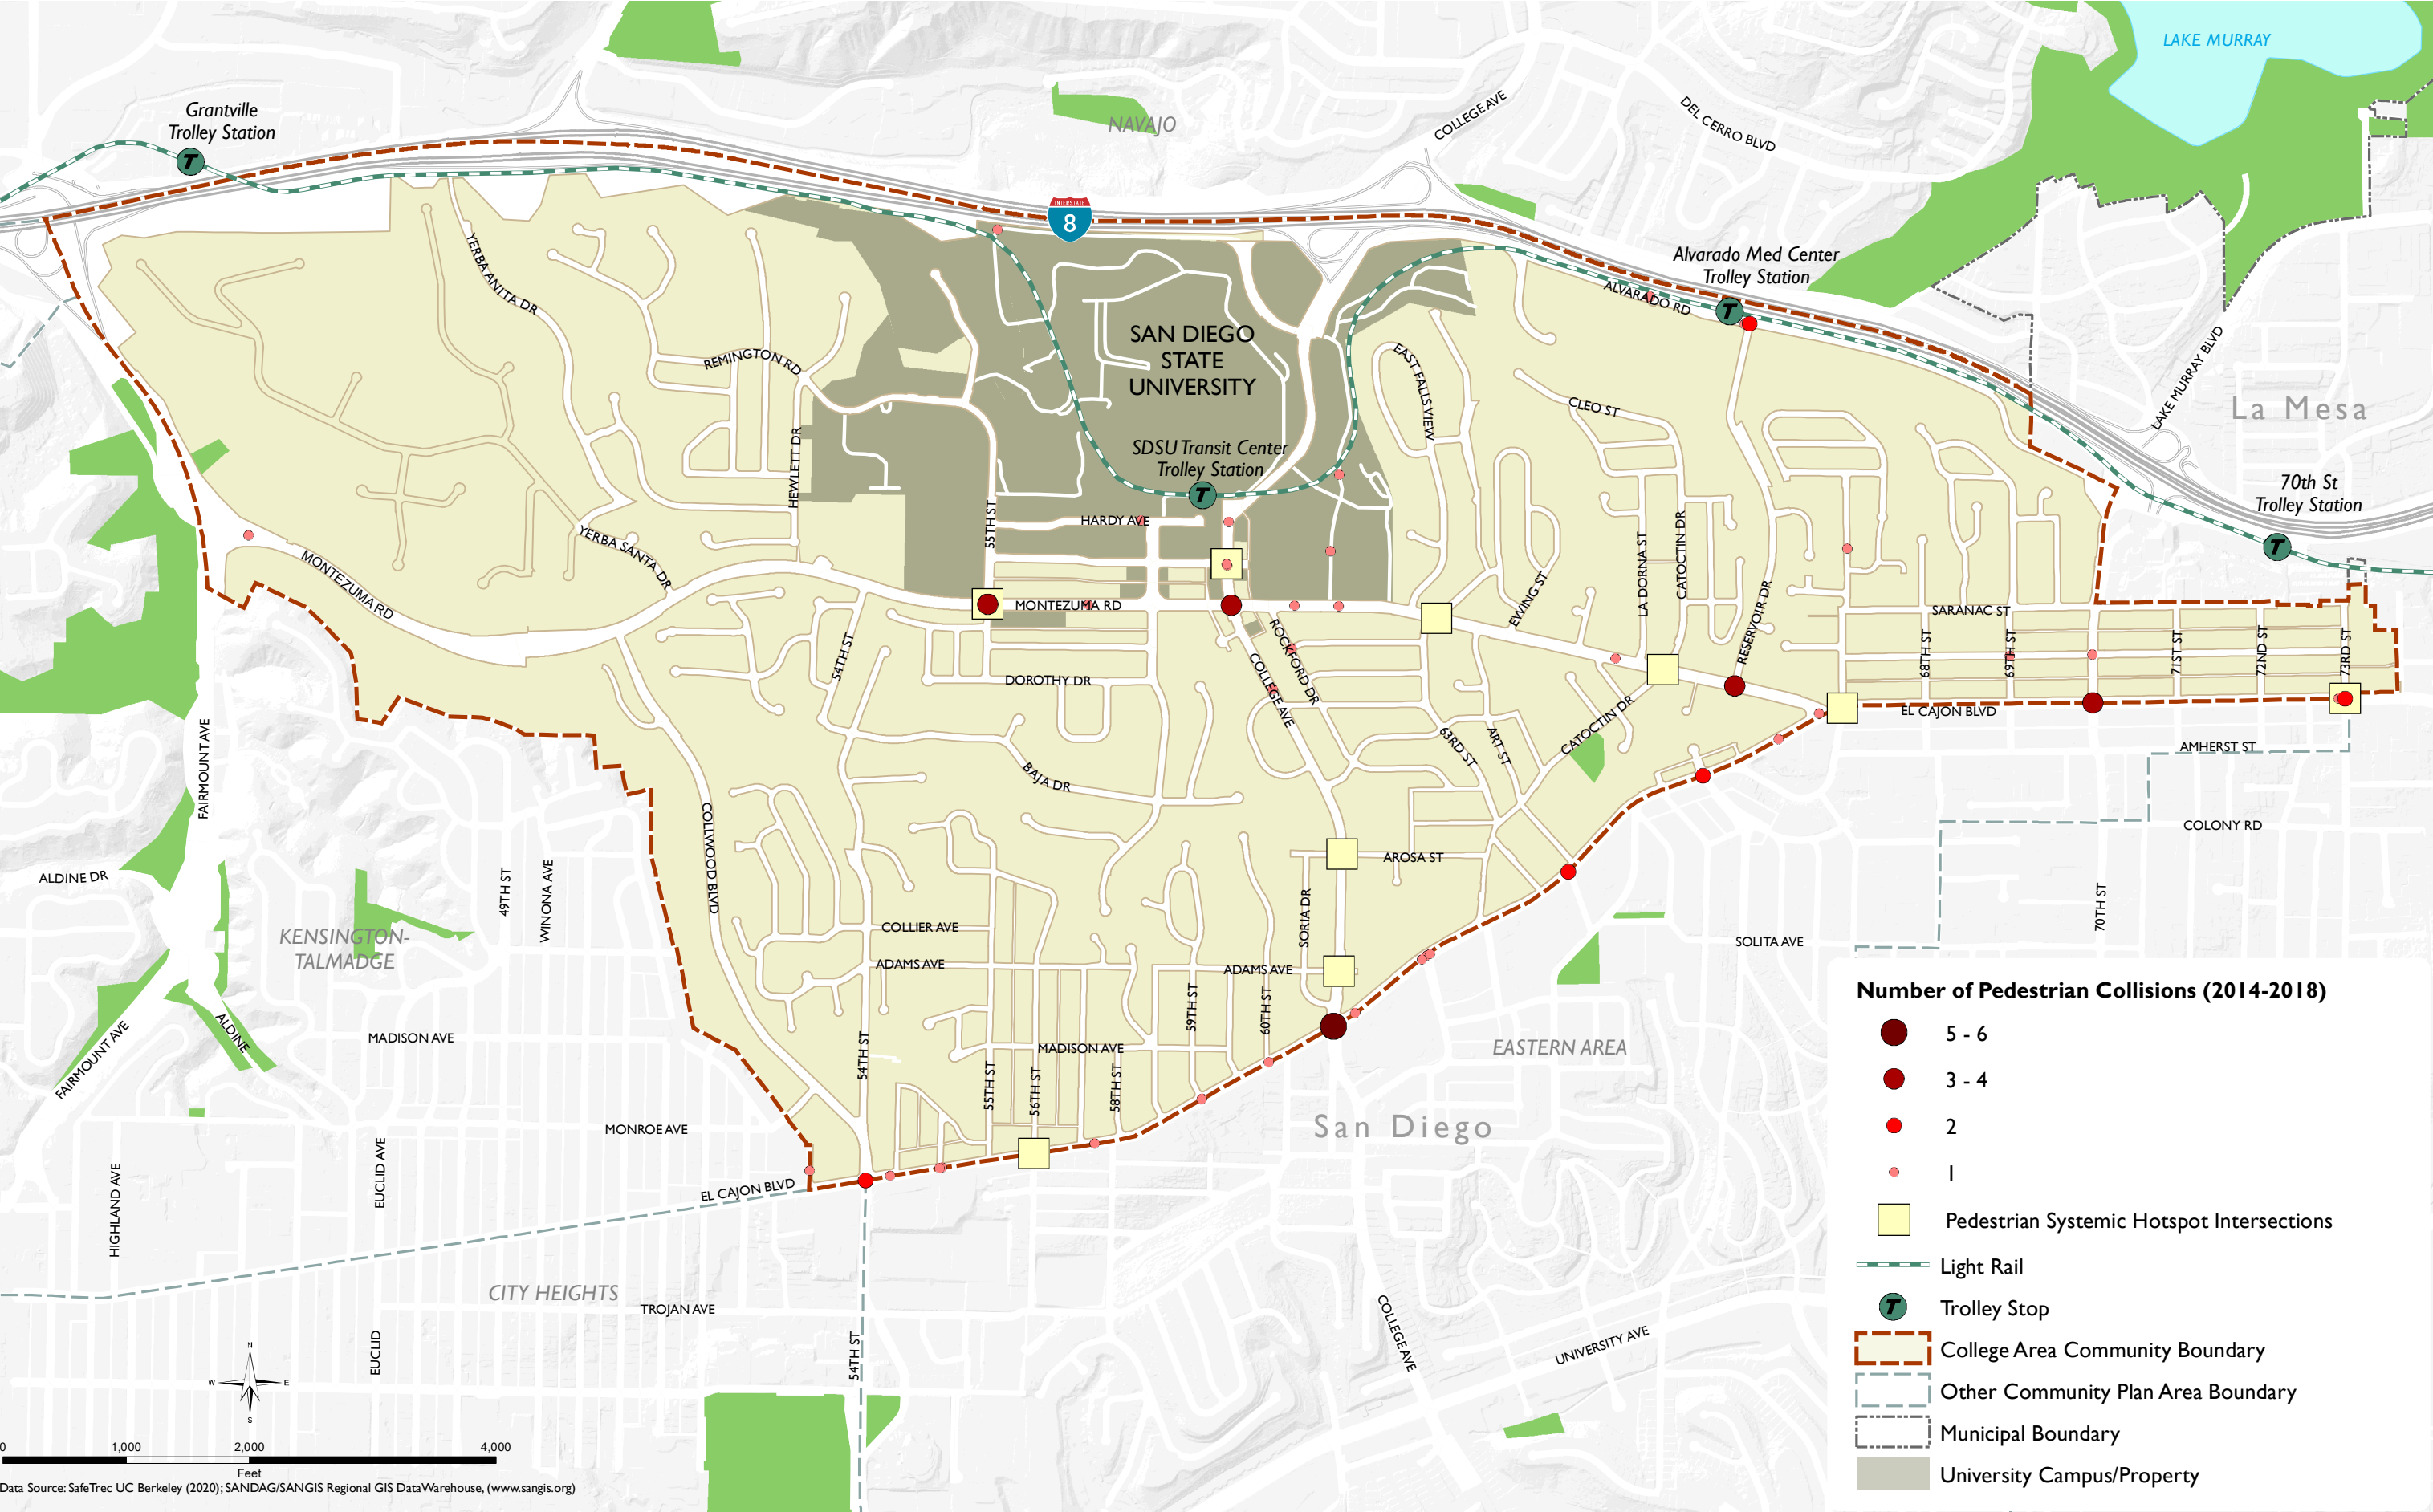 LAKE MURRAY
Grantville
Trolley Station
NAVAJO
COLLEGE AVE
DEL CERRO BLVD
INTERSTATE
8
YERBA ANITA DR
Alvarado Med Center
Trolley Station
ALVARADO RD
T
T
SAN DIEGO
STATE
UNIVERSITY
REMINGTON RD
EAST FALLS VIEW
CLEO ST
LAKE MURRAY BLVD
La Mesa
HEWLETT DR
SDSU Transit Center
Trolley Station
T
70th St
Trolley Station
T
55TH ST
HARDY AVE
YERBA SANTA DR
MONTEZUMA RD
MONTEZUMA RD
EWING ST
LA DORNA ST
CATOCTIN DR
RESERVOIR DR
SARANAC ST
68TH ST
69TH ST
71ST ST
72ND ST
73RD ST
54TH ST
DOROTHY DR
ROCKFORD DR
COLLEGE AVE
CATOCTIN DR
EL CAJON BLVD
63RD ST
ART ST
AMHERST ST
FAIRMOUNT AVE
BAJA DR
COLLWOOD BLVD
COLONY RD
AROSA ST
ALDINE DR
49TH ST
WINONA AVE
70TH ST
KENSINGTON-
TALMADGE
COLLIER AVE
SORIA DR
SOLITA AVE
ADAMS AVE
ADAMS AVE
59TH ST
60TH ST
ALDINE
FAIRMOUNT AVE
MADISON AVE
54TH ST
MADISON AVE
EASTERN AREA
55TH ST
56TH ST
58TH ST
San Diego
MONROE AVE
EUCLID AVE
HIGHLAND AVE
EL CAJON BLVD
CITY HEIGHTS
TROJAN AVE
EUCLID
54TH ST
COLLEGE AVE
UNIVERSITY AVE
Number of Pedestrian Collisions (2014-2018)
5 - 6
3 - 4
2
1
Pedestrian Systemic Hotspot Intersections
Light Rail
T
Trolley Stop
College Area Community Boundary
Other Community Plan Area Boundary
Municipal Boundary
University Campus/Property
N
W
E
S
0
1,000
2,000
4,000
Feet
Data Source: SafeTrec UC Berkeley (2020); SANDAG/SANGIS Regional GIS DataWarehouse, (www.sangis.org)